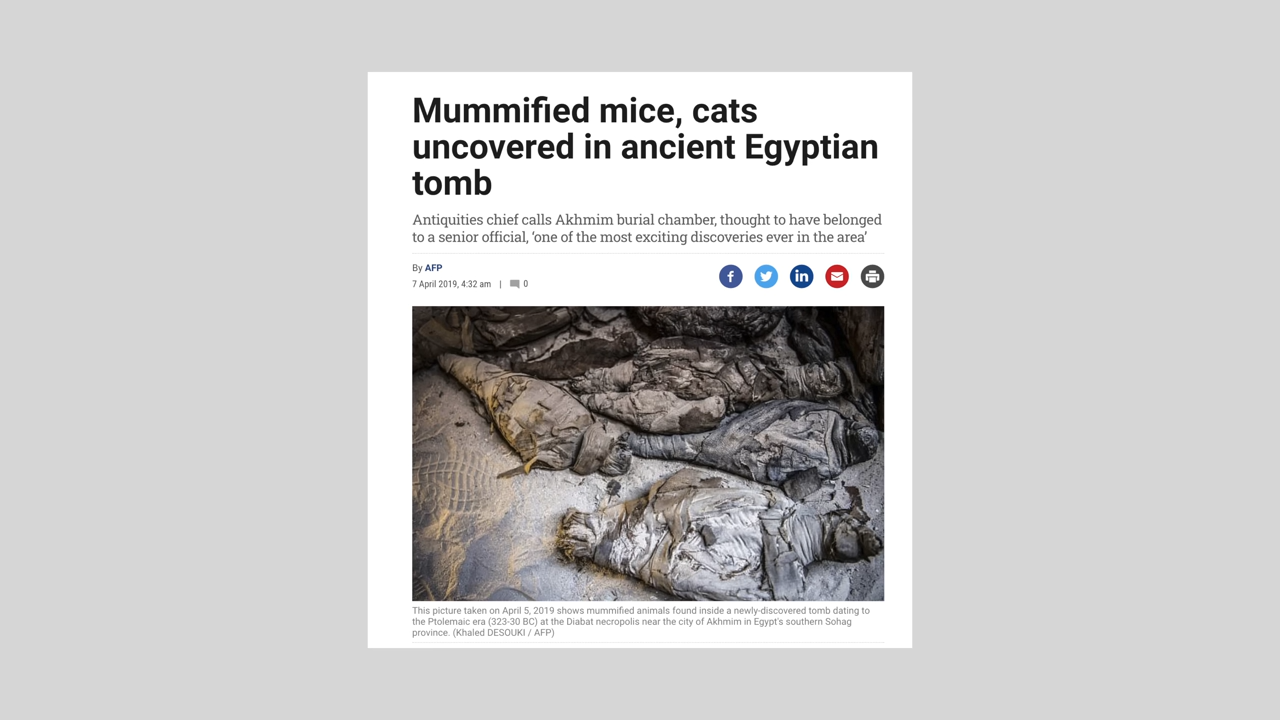 Mummified mice, cats
uncovered in ancient Egyptian
tomb
Antiquities chief calls Akhmim burial chamber, thought to have belonged
to a senior official, ‘one of the most exciting discoveries ever in the area’
By AFP
7 April 2019, 4:32 am | 0
f in
This picture taken on April 5, 2019 shows mummified animals found inside a newly-discovered tomb dating to
the Ptolemaic era (323-30 BC) at the Diabat necropolis near the city of Akhmim in Egypt's southern Sohag
province. (Khaled DESOUKI / AFP)